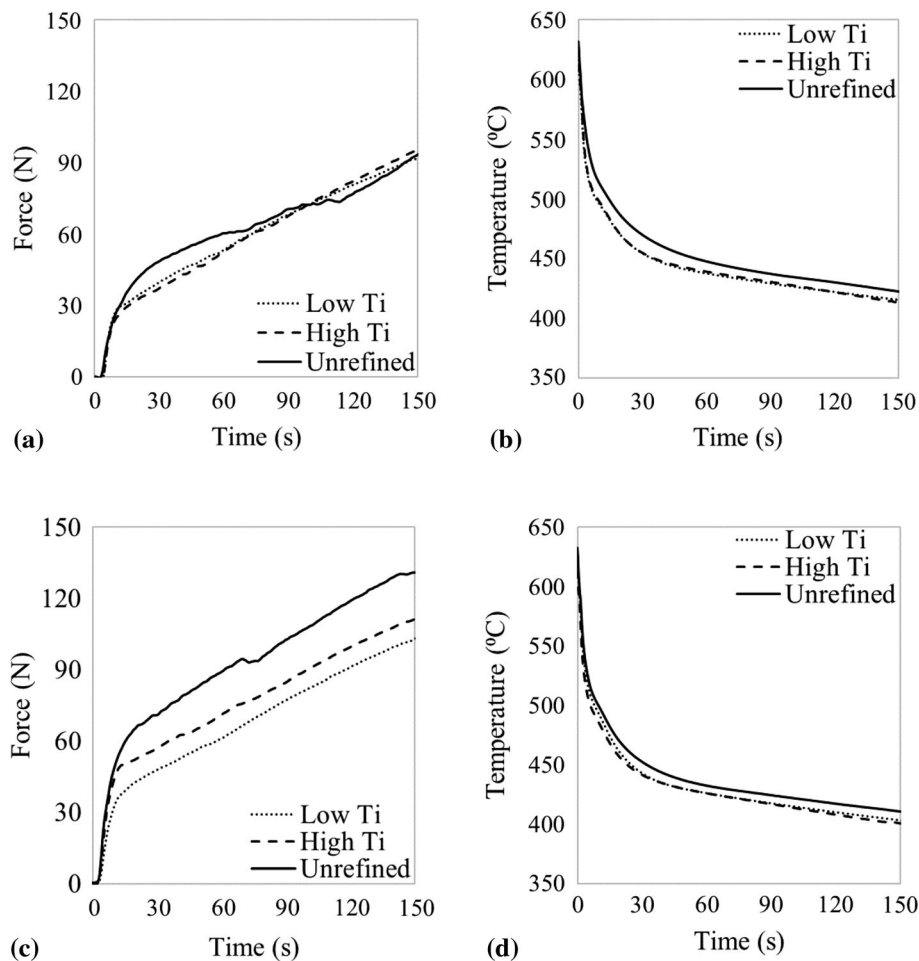 150
120
90
60
30
0
Force (N)
Low Ti
High Ti
Unrefined
0 30 60 90 120 150
Time (s)
(a)
650
600
550
500
450
400
350
Temperature (ºC)
Low Ti
High Ti
Unrefined
0 30 60 90 120 150
Time (s)
(b)
150
120
90
60
30
0
Force (N)
Low Ti
High Ti
Unrefined
0 30 60 90 120 150
Time (s)
(c)
650
600
550
500
450
400
350
Temperature (ºC)
Low Ti
High Ti
Unrefined
0 30 60 90 120 150
Time (s)
(d)